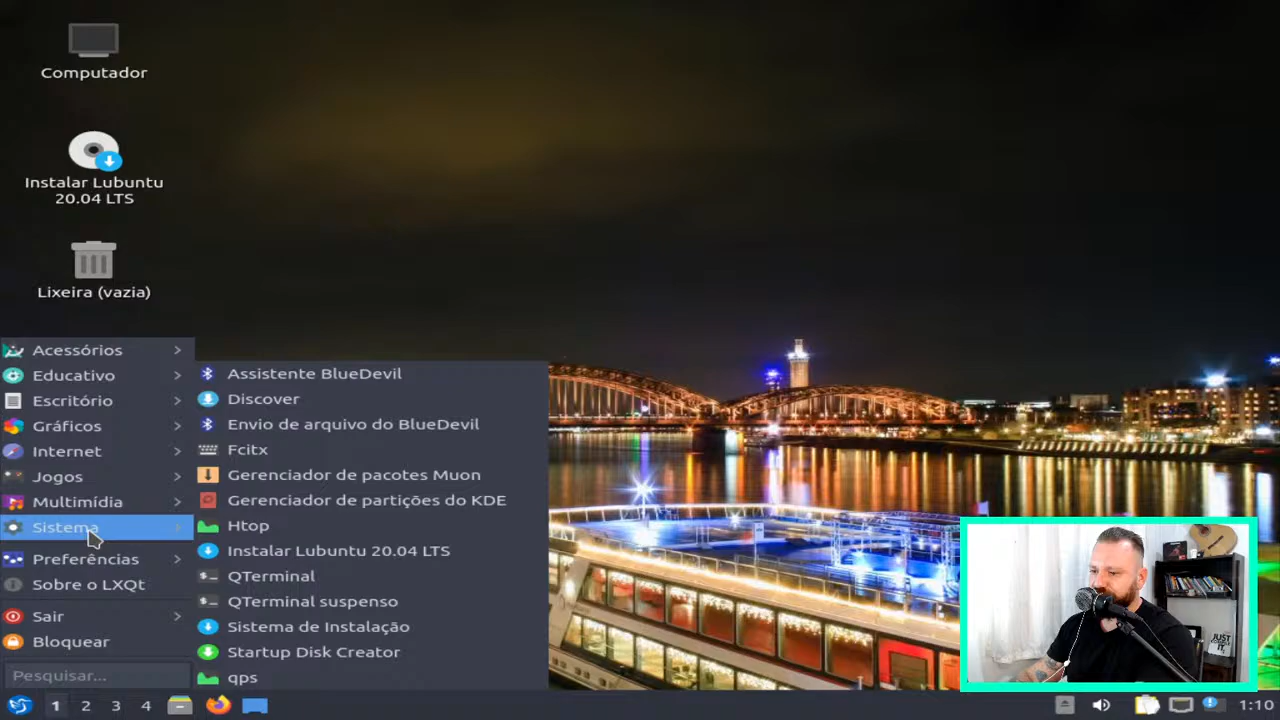 Computador
Instalar Lubuntu
20.04 LTS
Lixeira (vazia)
Acessórios
Educativo
Escritório
Gráficos
Internet
Jogos
Multimídia
Sistema
Preferências
Sobre o LXQt
Sair
Bloquear
Pesquisar...
Assistente BlueDevil
Discover
Envio de arquivo do BlueDevil
Fcitx
Gerenciador de pacotes Muon
Gerenciador de partições do KDE
Htop
Instalar Lubuntu 20.04 LTS
QTerminal
QTerminal suspenso
Sistema de Instalação
Startup Disk Creator
qps
1 2 3 4
1:10